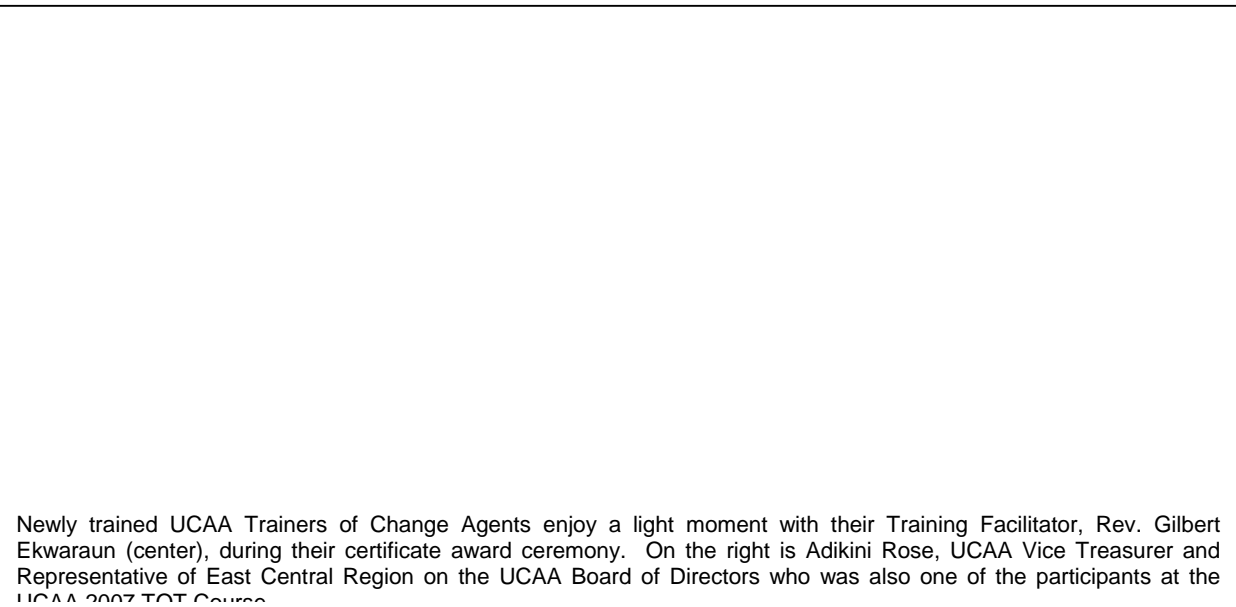 Newly trained UCAA Trainers of Change Agents enjoy a light moment with their Training Facilitator, Rev. Gilbert
Ekwaraun (center), during their certificate award ceremony. On the right is Adikini Rose, UCAA Vice Treasurer and
Representative of East Central Region on the UCAA Board of Directors who was also one of the participants at the
UCAA 2007 TOT Course